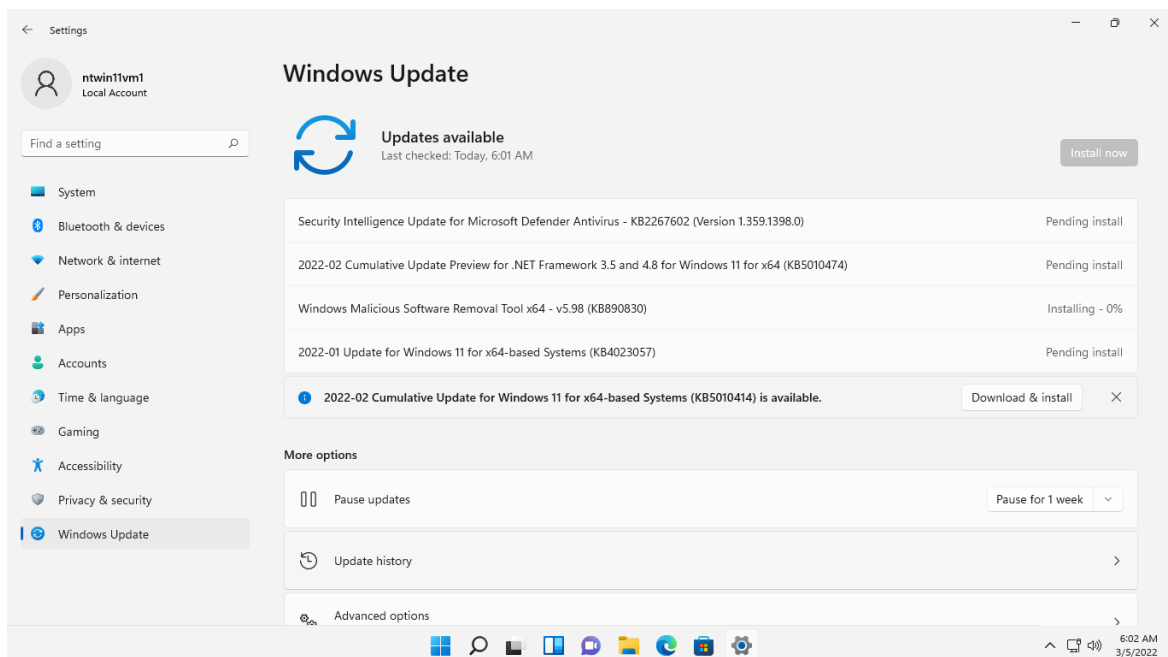 Settings
ntwin11vm1
Local Account
Find a setting
System
Bluetooth & devices
Network & internet
Personalization
Apps
Accounts
Time & language
Gaming
Accessibility
Privacy & security
Windows Update
Windows Update
Updates available
Last checked: Today, 6:01 AM
Install now
Security Intelligence Update for Microsoft Defender Antivirus - KB2267602 (Version 1.359.1398.0) Pending install
2022-02 Cumulative Update Preview for .NET Framework 3.5 and 4.8 for Windows 11 for x64 (KB5010474) Pending install
Windows Malicious Software Removal Tool x64 - v5.98 (KB890830) Installing - 0%
2022-01 Update for Windows 11 for x64-based Systems (KB4023057) Pending install
2022-02 Cumulative Update for Windows 11 for x64-based Systems (KB5010414) is available. Download & install
More options
Pause updates Pause for 1 week
Update history
Advanced options
6:02 AM
3/5/2022